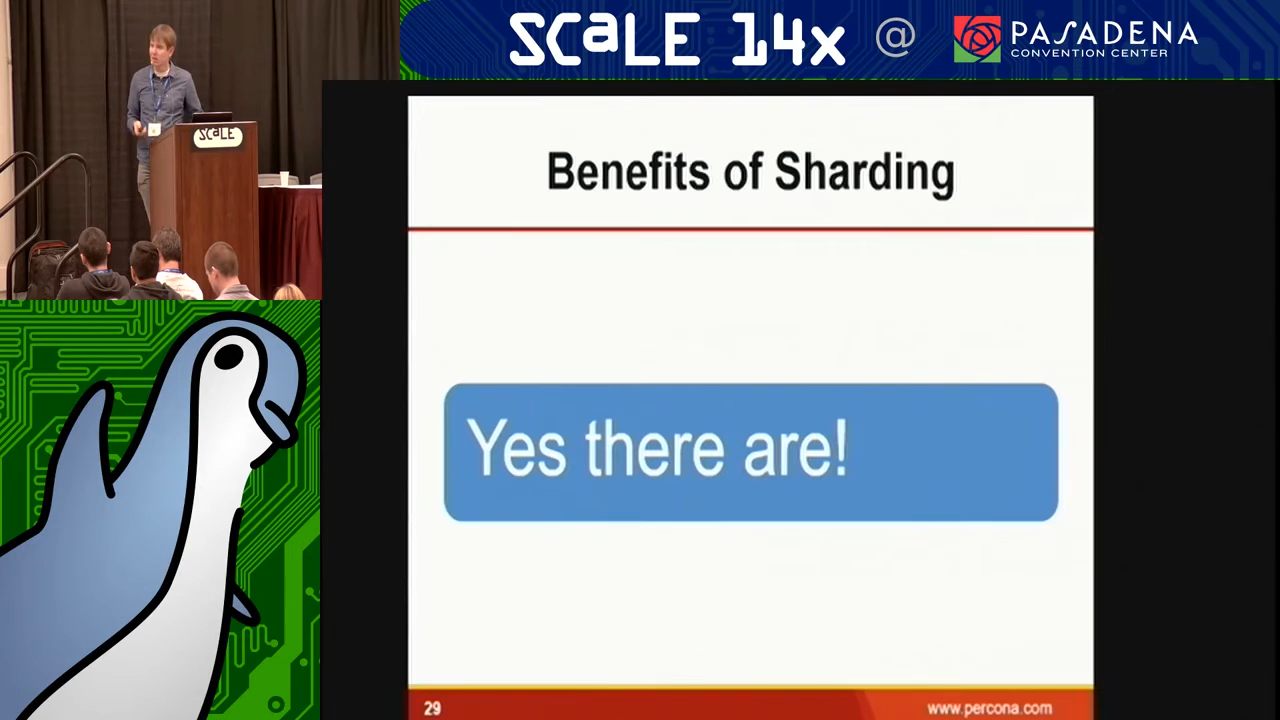 SCaLE 14x @ PASADENA
CONVENTION CENTER
SCaLE
Benefits of Sharding
Yes there are!
29
www.percona.com